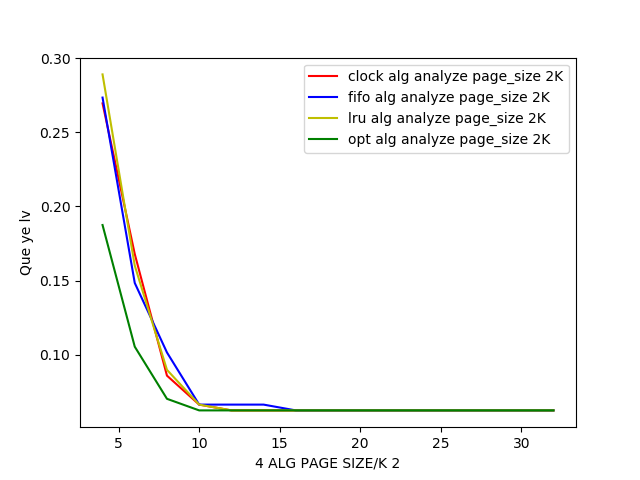 0.30
0.25
0.20
0.15
0.10
Que ye lv
clock alg analyze page_size 2K
fifo alg analyze page_size 2K
lru alg analyze page_size 2K
opt alg analyze page_size 2K
5 10 15 20 25 30
4 ALG PAGE SIZE/K 2